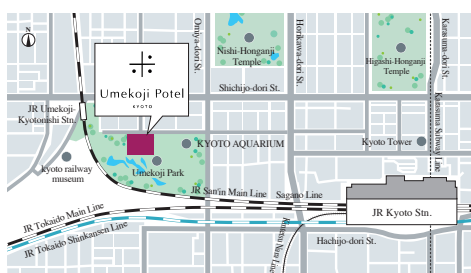 N
Omiya-dori St.
Nishi-Honganji
Temple
Horikawa-dori St.
Higashi-Honganji
Temple
Karasuma-dori St.
Karasuma Subway Line
Umekoji Potel
KYOTO
Shichijo-dori St.
JR Umekoji-
Kyotonishi Stn.
KYOTO AQUARIUM
Kyoto Tower
kyoto railway
museum
Umekoji Park
JR San'in Main Line
Sagano Line
JR Kyoto Stn.
JR Tokaido Main Line
JR Tokaido Shinkansen Line
Kintetsu Nara Line
Hachijo-dori St.